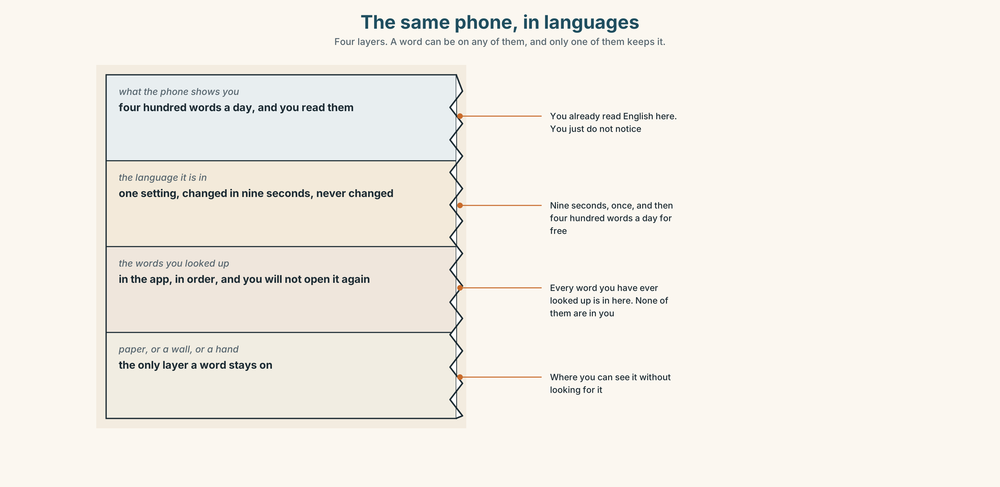 The same phone, in languages
Four layers. A word can be on any of them, and only one of them keeps it.
what the phone shows you
four hundred words a day, and you read them
You already read English here.
You just do not notice
the language it is in
one setting, changed in nine seconds, never changed
Nine seconds, once, and then
four hundred words a day for
free
the words you looked up
in the app, in order, and you will not open it again
Every word you have ever
looked up is in here. None of
them are in you
paper, or a wall, or a hand
the only layer a word stays on
Where you can see it without
looking for it